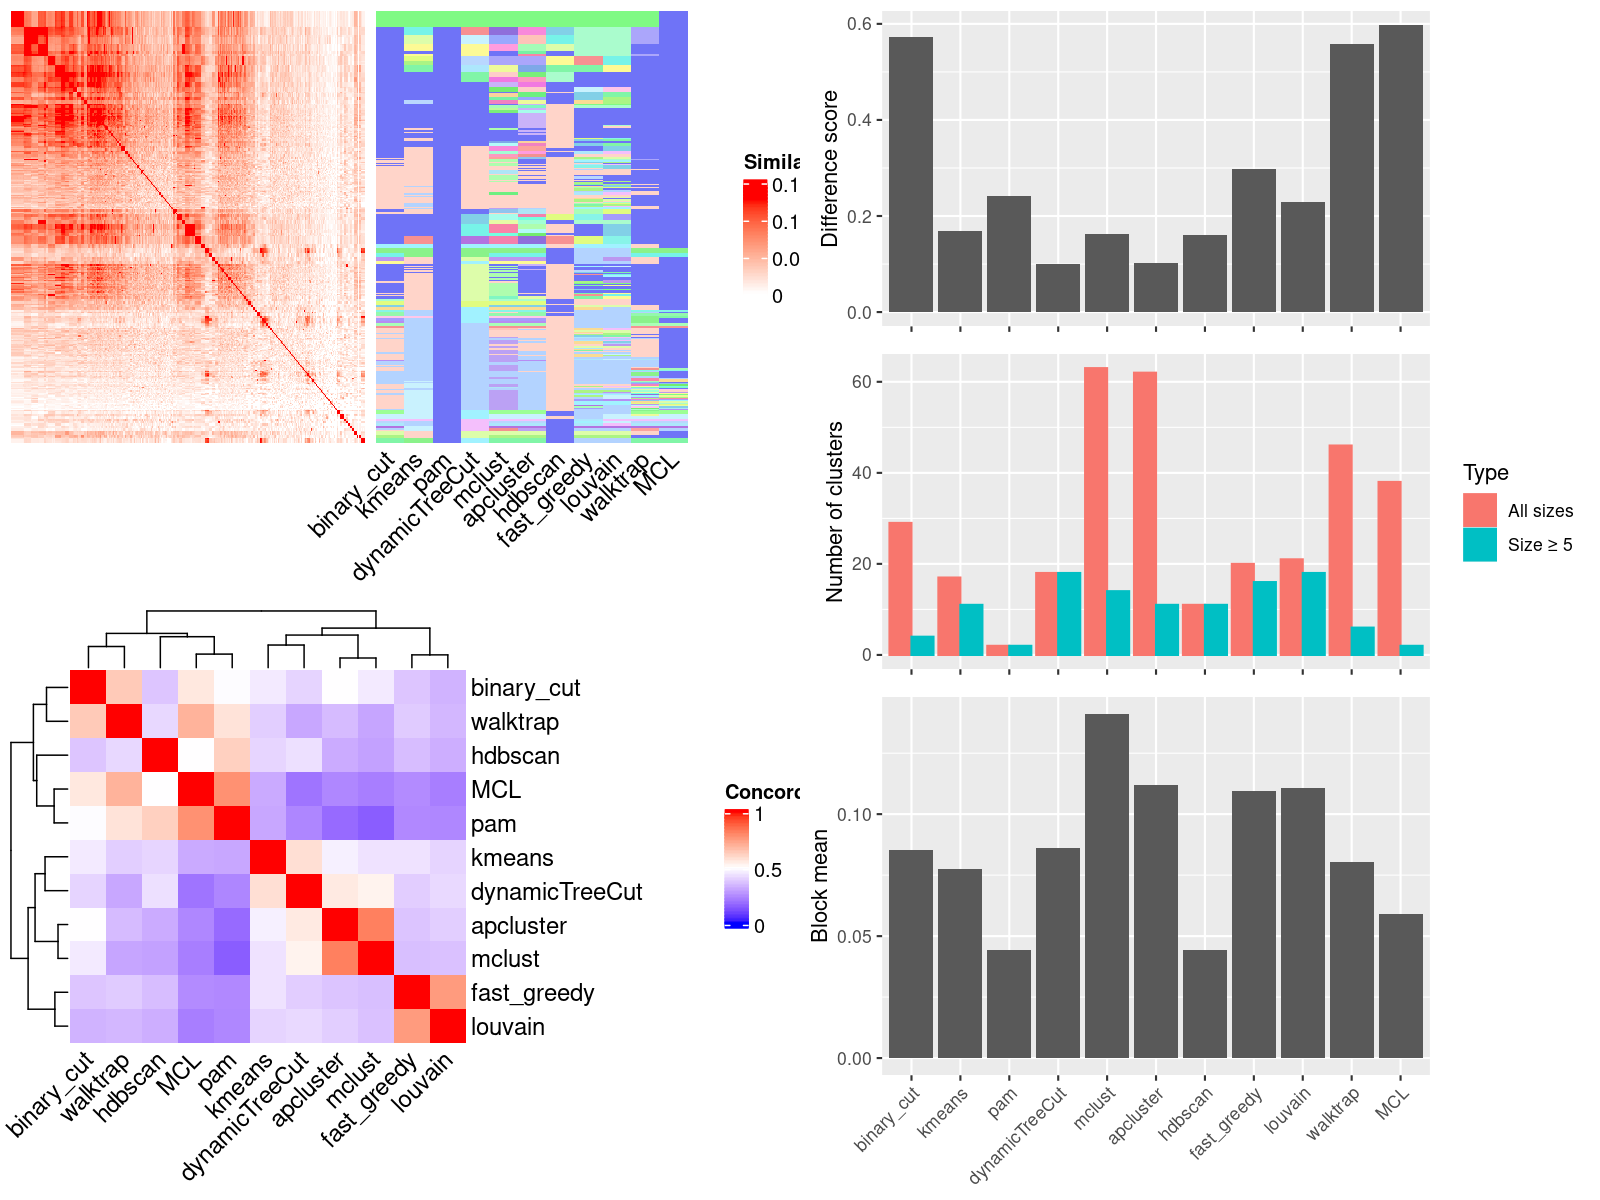 Simila
0.1
0.1
0.0
0
binary_cut
kmeans
pam
dynamicTreeCut
mclust
apcluster
hdbscan
fast_greedy
louvain
walktrap
MCL
binary_cut
walktrap
hdbscan
MCL
pam
kmeans
dynamicTreeCut
apcluster
mclust
fast_greedy
louvain
binary_cut
walktrap
hdbscan
MCL
pam
kmeans
dynamicTreeCut
apcluster
mclust
fast_greedy
louvain
Concord
1
0.5
0
Difference score
0.6
0.4
0.2
0.0
Number of clusters
60
40
20
0
Type
All sizes
Size ≥ 5
Block mean
0.10
0.05
0.00
binary_cut
kmeans
pam
dynamicTreeCut
mclust
apcluster
hdbscan
fast_greedy
louvain
walktrap
MCL